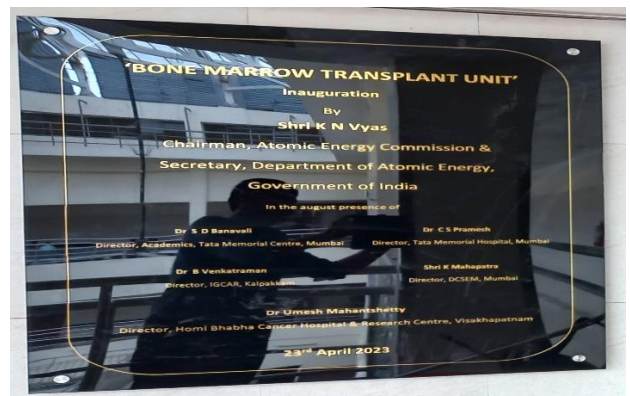 'BONE MARROW TRANSPLANT UNIT'
Inauguration
By
Shri K N Vyas
Chairman, Atomic Energy Commission &
Secretary, Department of Atomic Energy,
Government of India
In the august presence of
Dr S D Banavali
Director, Academics, Tata Memorial Centre, Mumbai
Dr C S Pramesh
Director, Tata Memorial Hospital, Mumbai
Dr B Venkatraman
Director, IGCAR, Kalpakkam
Shri K Mahapatra
Director, DCSEM, Mumbai
Dr Umesh Mahantshetty
Director, Homi Bhabha Cancer Hospital & Research Centre, Visakhapatnam
23rd April 2023